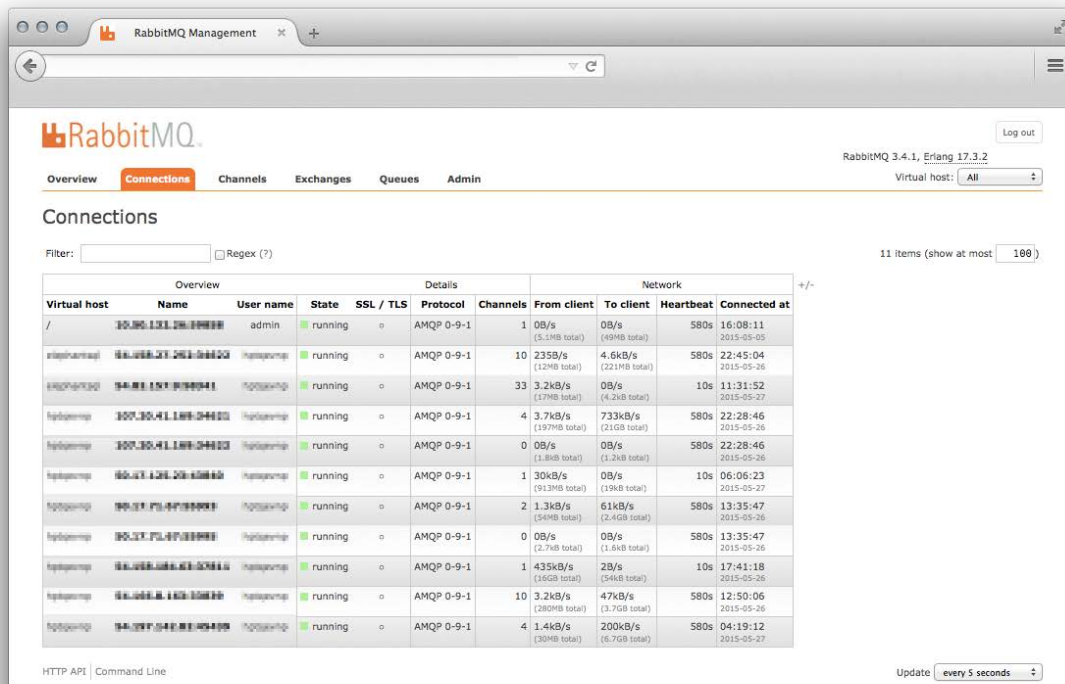 RabbitMQ Management
RabbitMQ
Log out
RabbitMQ 3.4.1, Erlang 17.3.2
Overview Connections Channels Exchanges Queues Admin
Virtual host: All
Connections
Filter: Regex (?)
11 items (show at most 100 )
Overview Details Network +/-
Virtual host Name User name State SSL / TLS Protocol Channels From client To client Heartbeat Connected at
/ admin running AMQP 0-9-1 1 0B/s 0B/s 580s 16:08:11
(5.1MB total) (49MB total) 2015-05-05
running AMQP 0-9-1 10 235B/s 4.6kB/s 580s 22:45:04
(12MB total) (221MB total) 2015-05-26
running AMQP 0-9-1 33 3.2kB/s 0B/s 10s 11:31:52
(17MB total) (4.2kB total) 2015-05-27
running AMQP 0-9-1 4 3.7kB/s 733kB/s 580s 22:28:46
(197MB total) (21GB total) 2015-05-26
running AMQP 0-9-1 0 0B/s 0B/s 580s 22:28:46
(1.8kB total) (1.2kB total) 2015-05-26
running AMQP 0-9-1 1 30kB/s 0B/s 10s 06:06:23
(913MB total) (19kB total) 2015-05-27
running AMQP 0-9-1 2 1.3kB/s 61kB/s 580s 13:35:47
(54MB total) (2.4GB total) 2015-05-26
running AMQP 0-9-1 0 0B/s 0B/s 580s 13:35:47
(2.7kB total) (1.6kB total) 2015-05-26
running AMQP 0-9-1 1 435kB/s 2B/s 10s 17:41:18
(16GB total) (54kB total) 2015-05-26
running AMQP 0-9-1 10 3.2kB/s 47kB/s 580s 12:50:06
(280MB total) (3.7GB total) 2015-05-26
running AMQP 0-9-1 4 1.4kB/s 200kB/s 580s 04:19:12
(30MB total) (6.7GB total) 2015-05-27
HTTP API Command Line
Update every 5 seconds